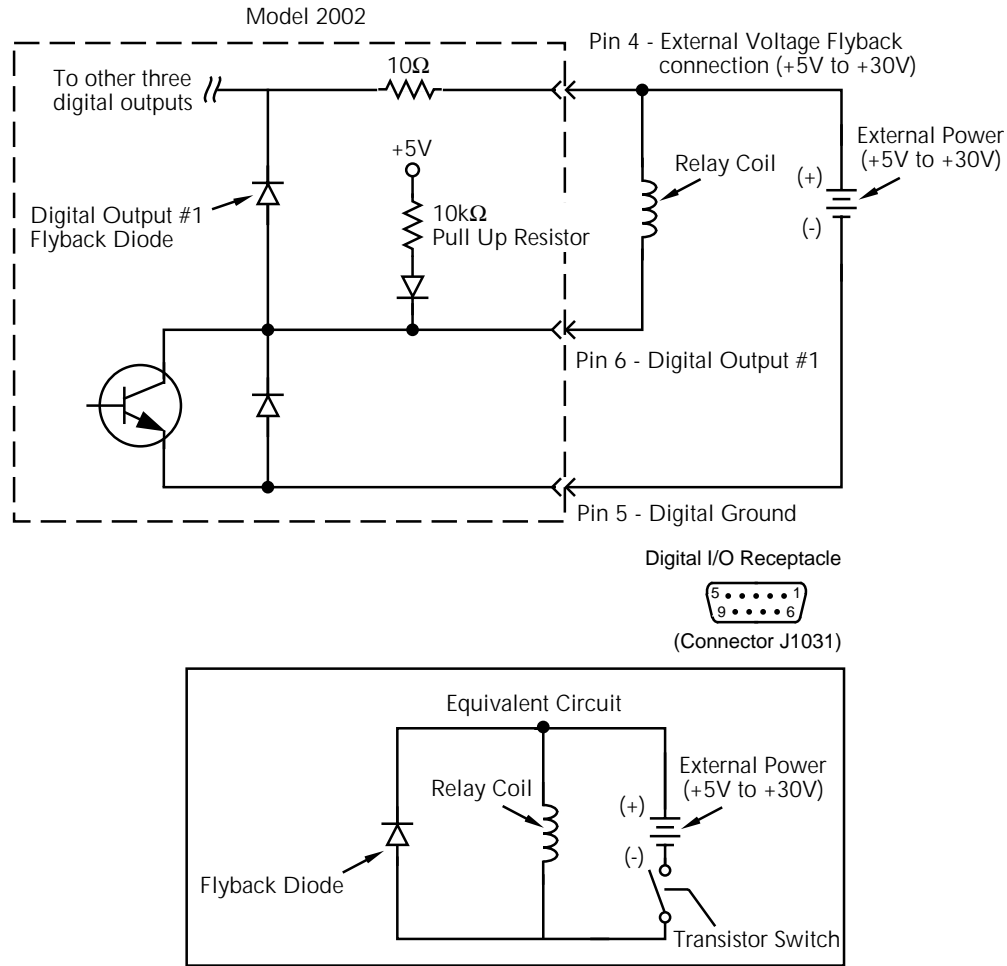 Model 2002
Pin 4 - External Voltage Flyback
connection (+5V to +30V)
To other three
digital outputs
10Ω
External Power
(+5V to +30V)
+5V
Relay Coil
(+)
(-)
Digital Output #1
Flyback Diode
10kΩ
Pull Up Resistor
Pin 6 - Digital Output #1
Pin 5 - Digital Ground
Digital I/O Receptacle
5 1
9 6
(Connector J1031)
Equivalent Circuit
Relay Coil
External Power
(+5V to +30V)
(+)
(-)
Flyback Diode
Transistor Switch